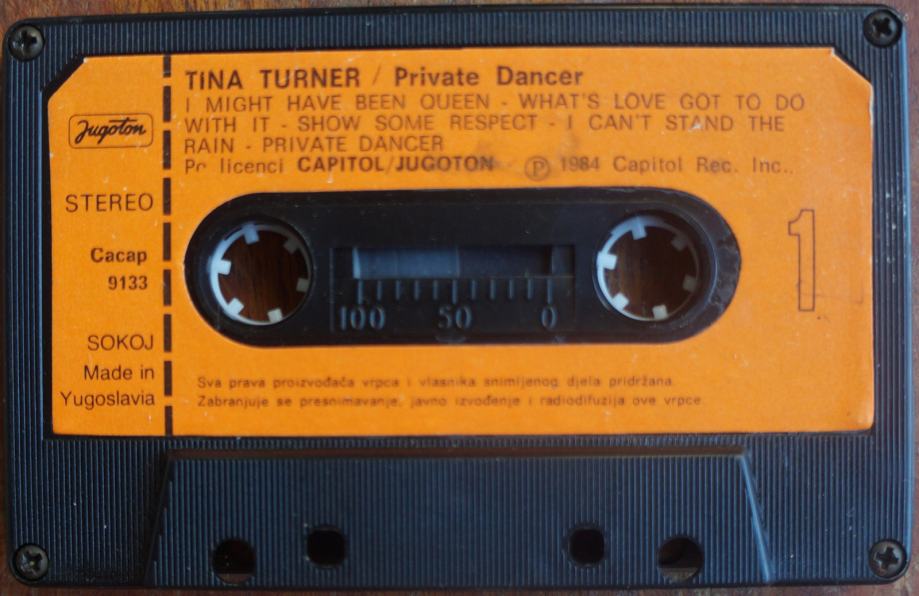 TINA TURNER / Private Dancer
I MIGHT HAVE BEEN QUEEN - WHAT'S LOVE GOT TO DO
WITH IT - SHOW SOME RESPECT - I CAN'T STAND THE
RAIN - PRIVATE DANCER
Po licenci CAPITOL/JUGOTON Ⓟ 1984 Capitol Rec. Inc.,
Jugoton
STEREO
Cacap
9133
SOKOJ
Made in
Yugoslavia
1
100 50 0
Sva prava proizvođača vrpca i vlasnika snimljenog djela pridržana.
Zabranjuje se presnimavanje, javno izvođenje i radiodifuzija ove vrpce.